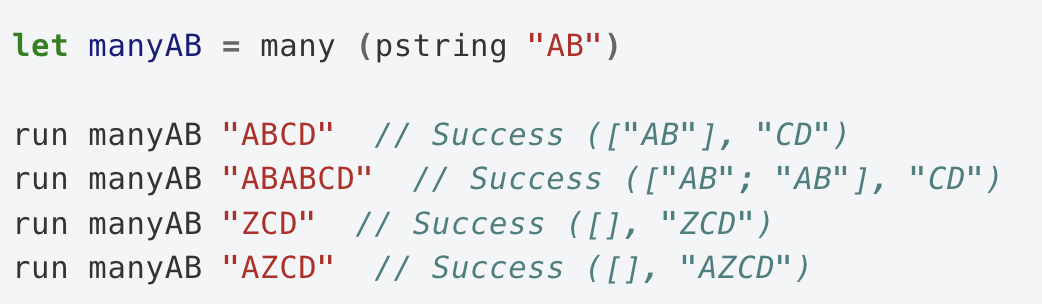 let manyAB = many (pstring "AB")
run manyAB "ABCD"  // Success (["AB"], "CD")
run manyAB "ABABCD"  // Success (["AB"; "AB"], "CD")
run manyAB "ZCD"  // Success ([], "ZCD")
run manyAB "AZCD"  // Success ([], "AZCD")